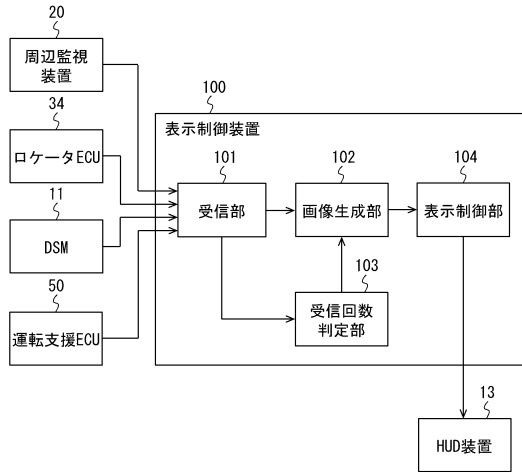 20
周辺監視
装置
34
ロケータECU
11
DSM
50
運転支援ECU
100
表示制御装置
101
受信部
102
画像生成部
104
表示制御部
103
受信回数
判定部
13
HUD装置